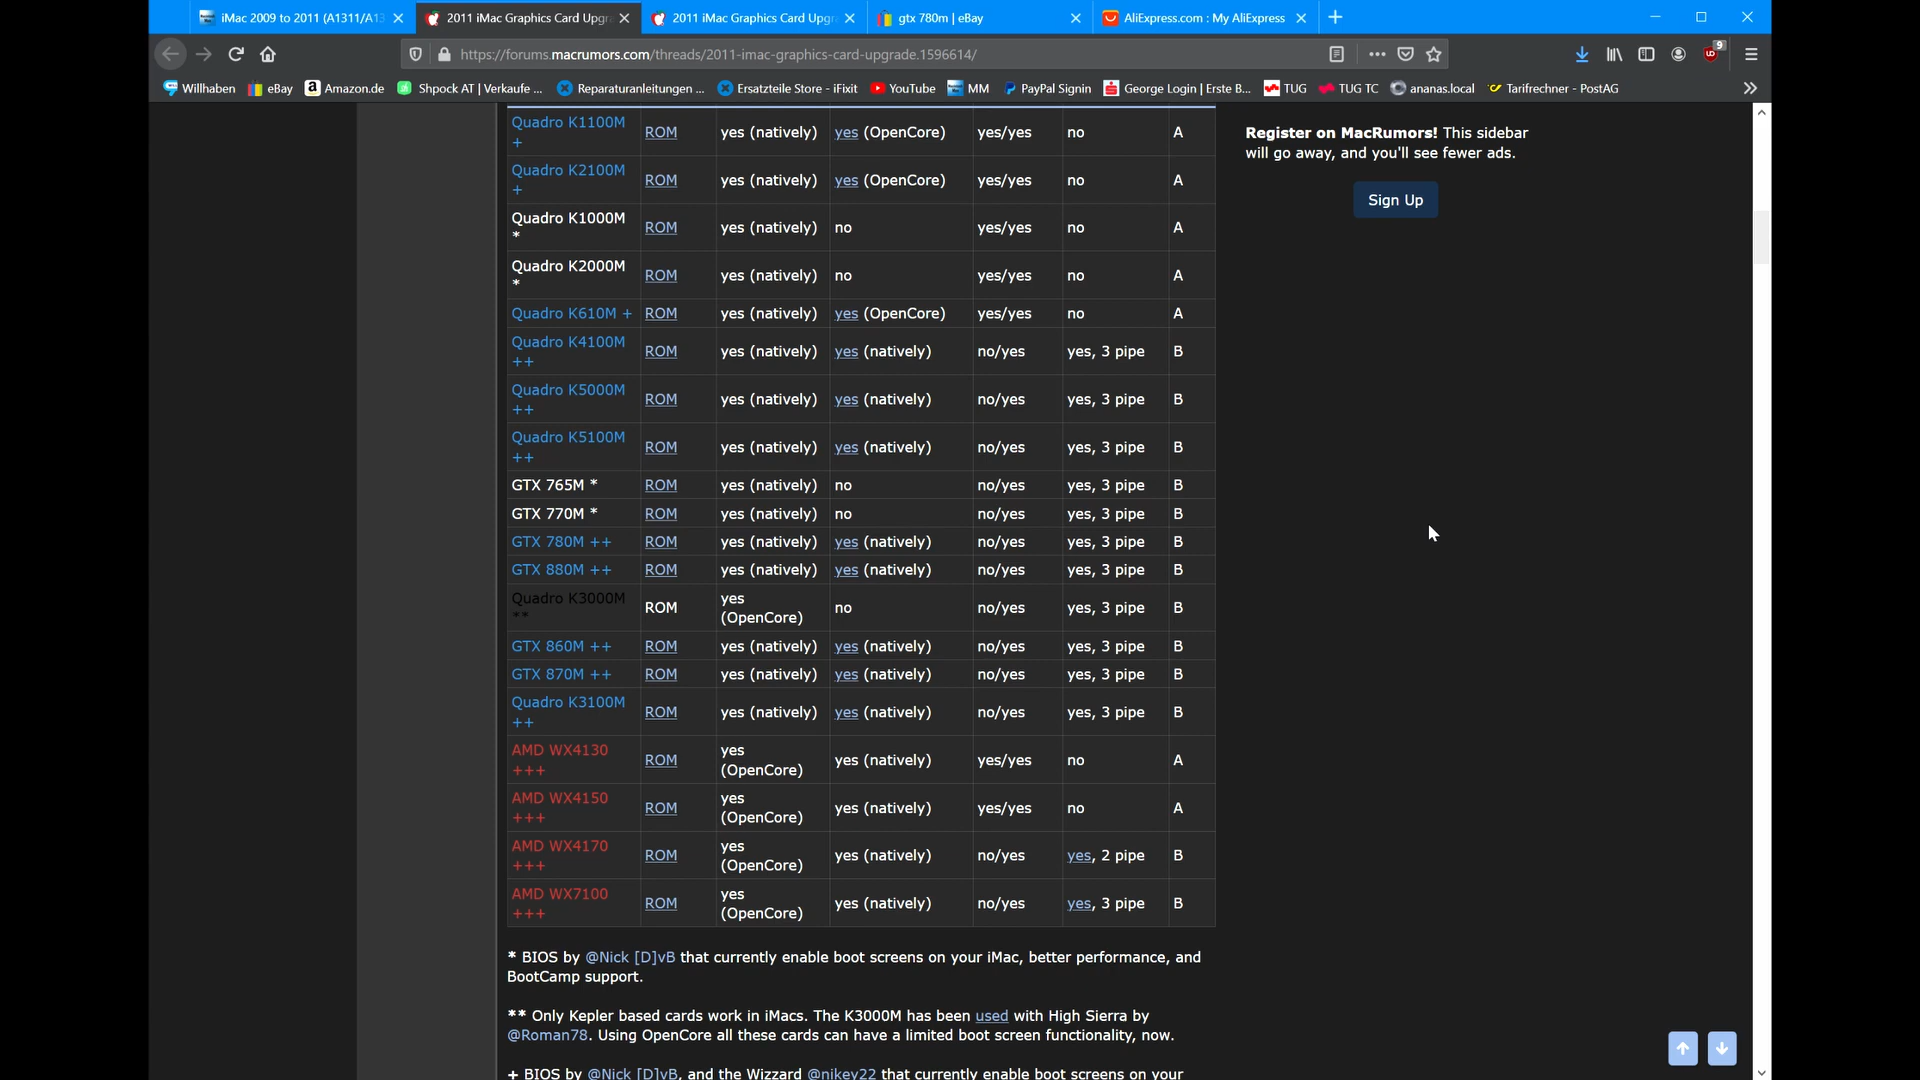 iMac 2009 to 2011 (A1311/A13
2011 iMac Graphics Card Upgr
2011 iMac Graphics Card Upgr
gtx 780m | eBay
AliExpress.com : My AliExpress
https://forums.macrumors.com/threads/2011-imac-graphics-card-upgrade.1596614/
9
Willhaben eBay Amazon.de Shpock AT | Verkaufe ... Reparaturanleitungen ... Ersatzteile Store - iFixit YouTube MM PayPal Signin George Login | Erste B... TUG TUG TC ananas.local Tarifrechner - PostAG
Quadro K1100M + ROM yes (natively) yes (OpenCore) yes/yes no A
Quadro K2100M + ROM yes (natively) yes (OpenCore) yes/yes no A
Quadro K1000M * ROM yes (natively) no yes/yes no A
Quadro K2000M * ROM yes (natively) no yes/yes no A
Quadro K610M + ROM yes (natively) yes (OpenCore) yes/yes no A
Quadro K4100M ++ ROM yes (natively) yes (natively) no/yes yes, 3 pipe B
Quadro K5000M ++ ROM yes (natively) yes (natively) no/yes yes, 3 pipe B
Quadro K5100M ++ ROM yes (natively) yes (natively) no/yes yes, 3 pipe B
GTX 765M * ROM yes (natively) no no/yes yes, 3 pipe B
GTX 770M * ROM yes (natively) no no/yes yes, 3 pipe B
GTX 780M ++ ROM yes (natively) yes (natively) no/yes yes, 3 pipe B
GTX 880M ++ ROM yes (natively) yes (natively) no/yes yes, 3 pipe B
Quadro K3000M ** ROM yes (OpenCore) no no/yes yes, 3 pipe B
GTX 860M ++ ROM yes (natively) yes (natively) no/yes yes, 3 pipe B
GTX 870M ++ ROM yes (natively) yes (natively) no/yes yes, 3 pipe B
Quadro K3100M ++ ROM yes (natively) yes (natively) no/yes yes, 3 pipe B
AMD WX4130 +++ ROM yes (OpenCore) yes (natively) yes/yes no A
AMD WX4150 +++ ROM yes (OpenCore) yes (natively) yes/yes no A
AMD WX4170 +++ ROM yes (OpenCore) yes (natively) no/yes yes, 2 pipe B
AMD WX7100 +++ ROM yes (OpenCore) yes (natively) no/yes yes, 3 pipe B
* BIOS by @Nick [D]vB that currently enable boot screens on your iMac, better performance, and
BootCamp support.
** Only Kepler based cards work in iMacs. The K3000M has been used with High Sierra by
@Roman78. Using OpenCore all these cards can have a limited boot screen functionality, now.
+ BIOS by @Nick [D]vB, and the Wizzard @nikey22 that currently enable boot screens on your
Register on MacRumors! This sidebar
will go away, and you'll see fewer ads.
Sign Up